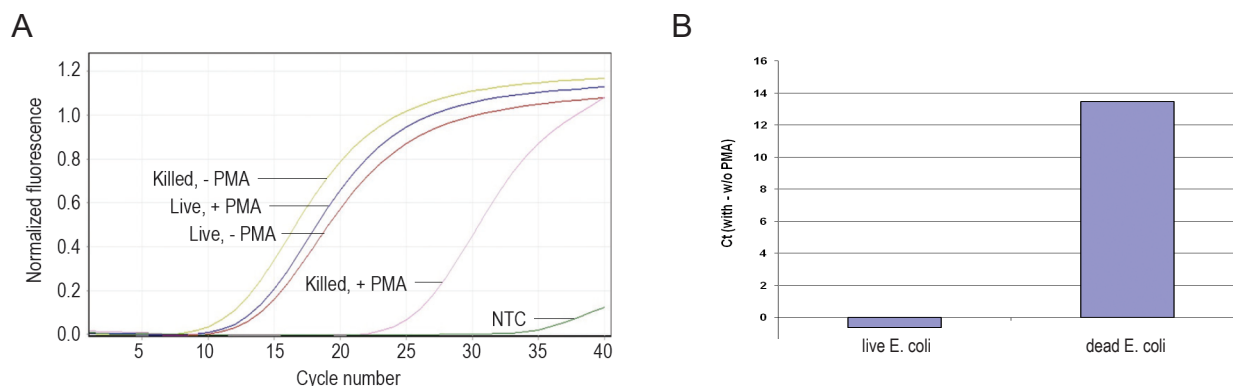 A
Normalized fluorescence
1.2
1.0
0.8
0.6
0.4
0.2
0.0
Killed, - PMA
Live, + PMA
Live, - PMA
Killed, + PMA
NTC
5
10
15
20
25
30
35
40
Cycle number
B
Ct (with - w/o PMA)
16
14
12
10
8
6
4
2
0
live E. coli
dead E. coli